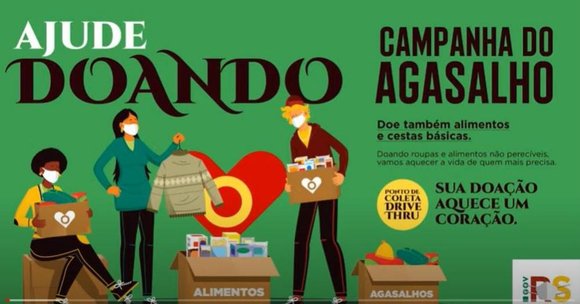 AJUDE
DOANDO
CAMPANHA DO
AGASALHO
Doe também alimentos
e cestas básicas.
Doando roupas e alimentos não perecíveis,
vamos aquecer a vida de quem mais precisa.
PONTO DE
COLETA
DRIVE
THRU
SUA DOAÇÃO
AQUECE UM
CORAÇÃO.
ALIMENTOS
AGASALHOS
GOV
RS